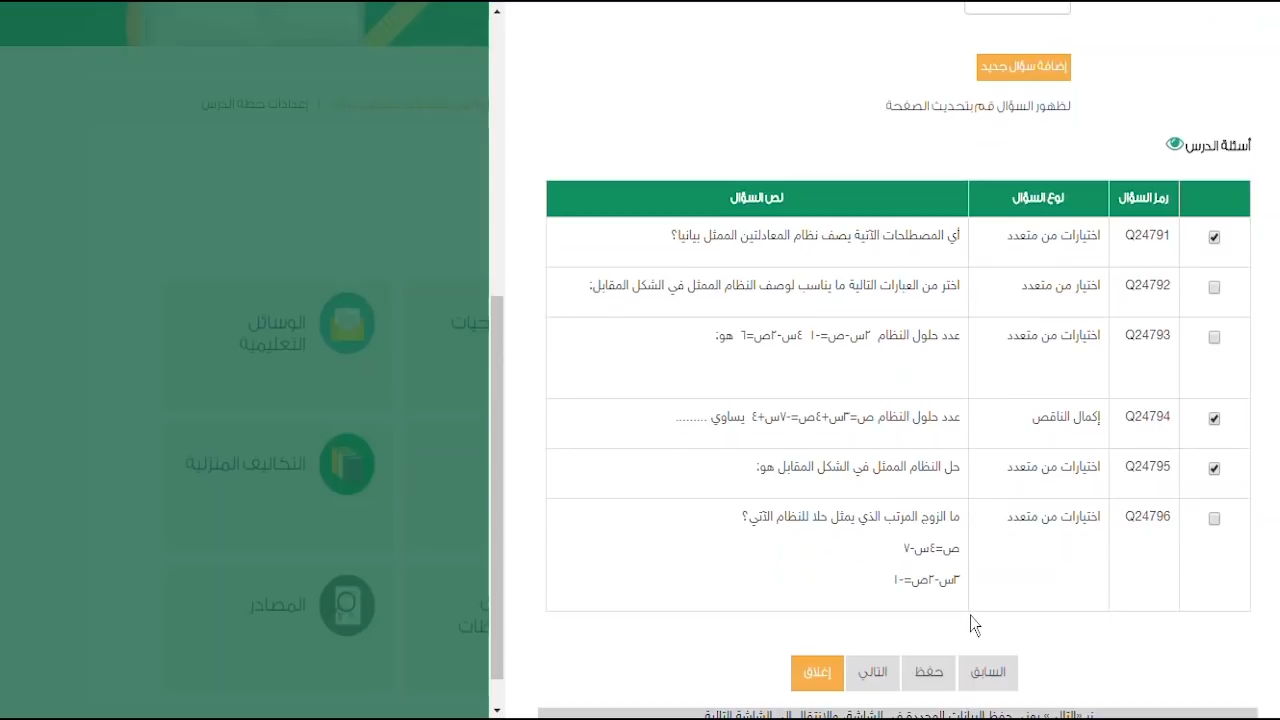 إضافة سؤال جديد
لظهور السؤال قم بتحديث الصفحة
أسئلة الدرس
رمز السؤال نوع السؤال نص السؤال
Q24791 اختيارات من متعدد أي المصطلحات الآتية يصف نظام المعادلتين الممثل بيانيا؟
Q24792 اختيار من متعدد اختر من العبارات التالية ما يناسب لوصف النظام الممثل في الشكل المقابل:
Q24793 اختيارات من متعدد عدد حلول النظام ٢س-ص=-١ ٤س-٢ص=٦ هو:
Q24794 إكمال الناقص عدد حلول النظام ص=٣س+٤ص=-٧س+٤ يساوي .........
Q24795 اختيارات من متعدد حل النظام الممثل في الشكل المقابل هو:
Q24796 اختيارات من متعدد ما الزوج المرتب الذي يمثل حلا للنظام الآتي؟
ص=٤س-٧
٣س-٢ص=-١
السابق حفظ التالي إغلاق
إعدادات خطة الدرس
الوسائل
التعليمية
التكاليف المنزلية
المصادر